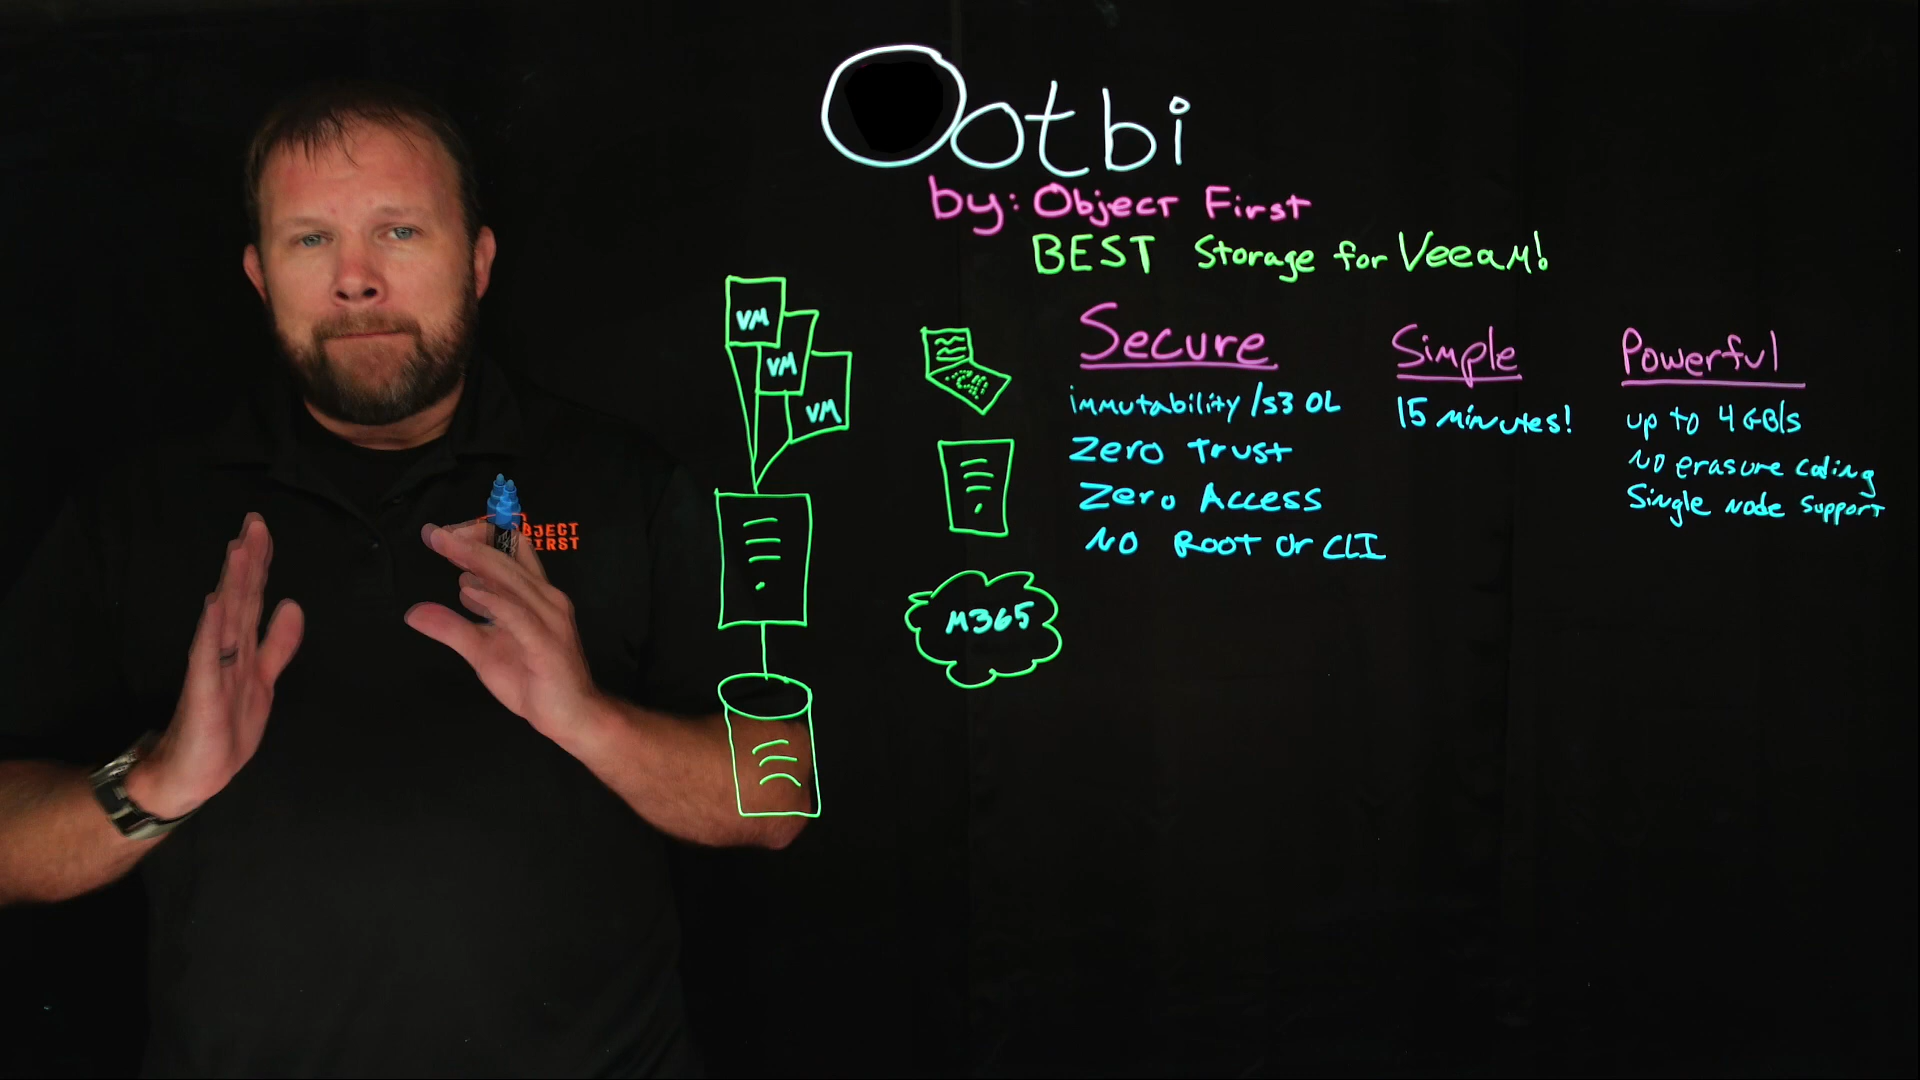 Ootbi
by: Object First
BEST Storage for Veeam!
VM
VM
VM
M365
Secure
immutability/s3 OL
Zero Trust
Zero Access
No Root or CLI
Simple
15 minutes!
Powerful
up to 4 GB/s
No erasure coding
Single Node Support
OBJECT
FIRST